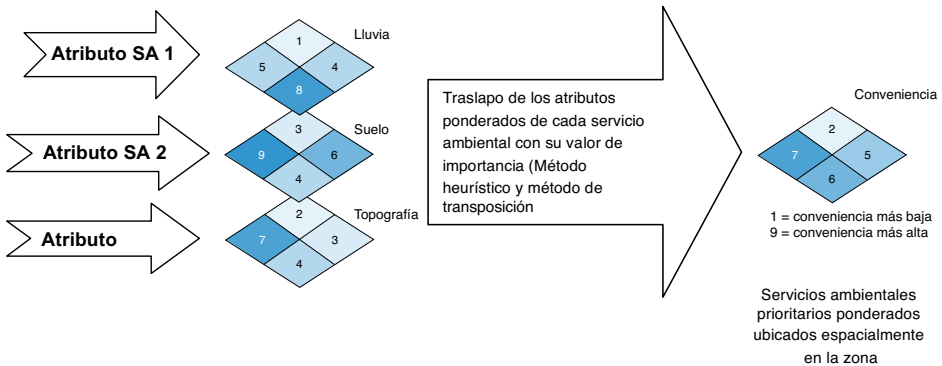 Atributo SA 1
Lluvia
1
5
4
8
Atributo SA 2
Suelo
3
9
6
4
Atributo
Topografía
2
7
3
4
Traslapo de los atributos
ponderados de cada servicio
ambiental con su valor de
importancia (Método
heurístico y método de
transposición
Conveniencia
2
7
5
6
1 = conveniencia más baja
9 = conveniencia más alta
Servicios ambientales
prioritarios ponderados
ubicados espacialmente
en la zona